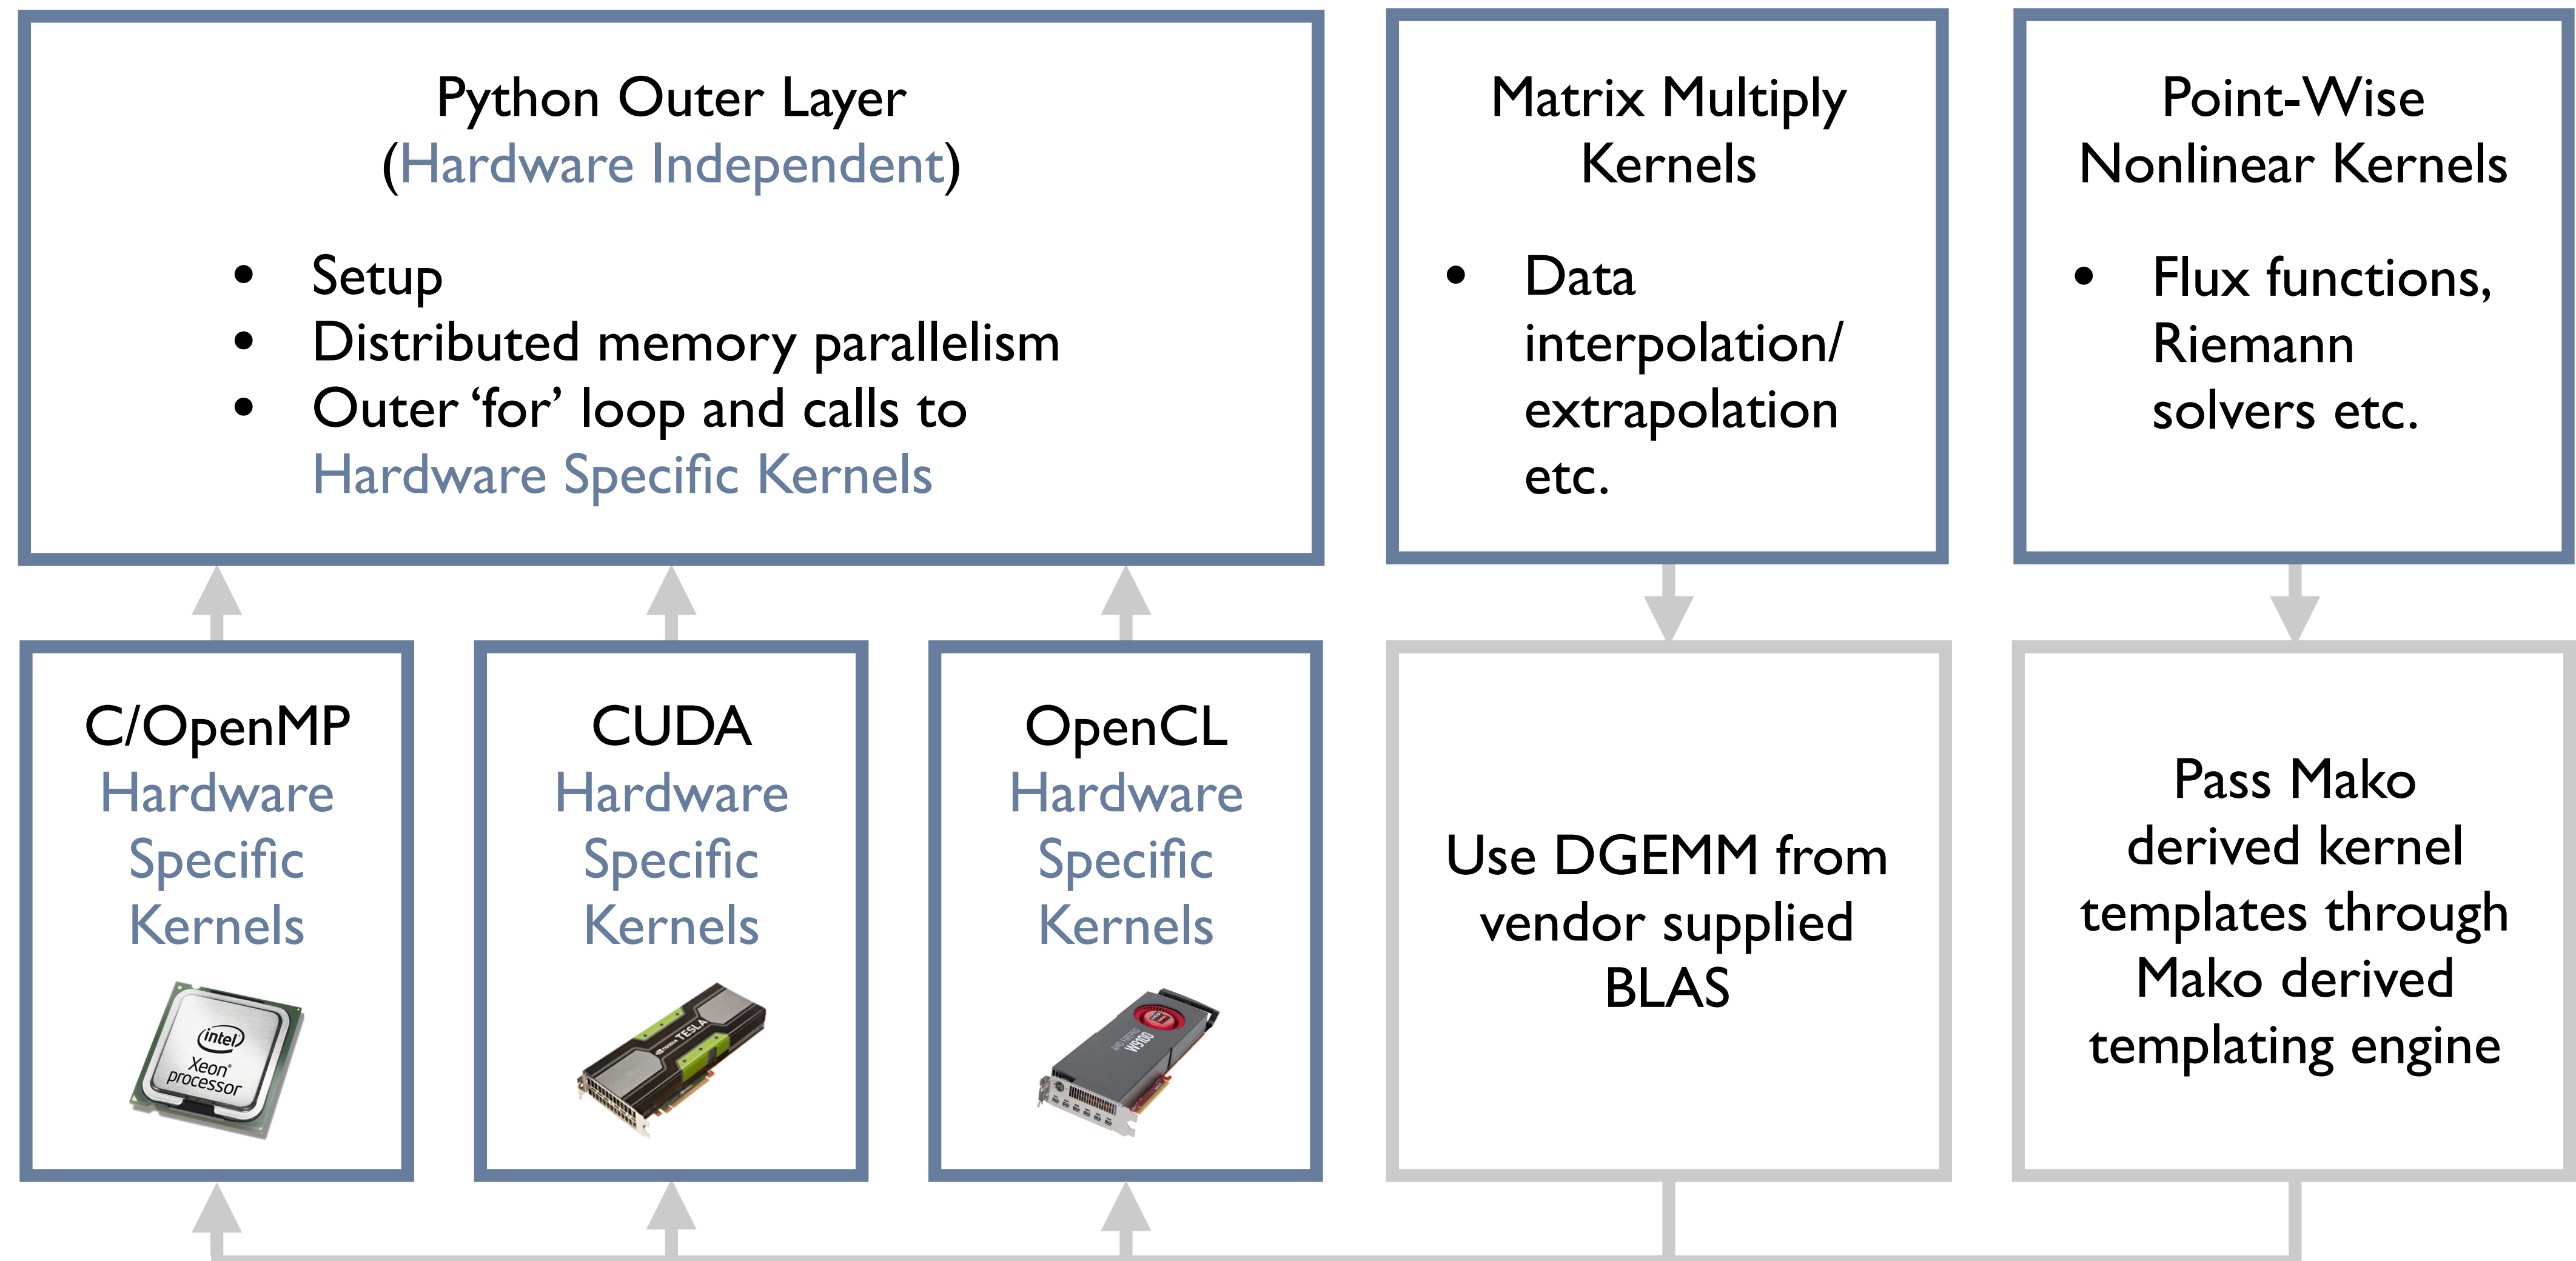 Python Outer Layer
(Hardware Independent)
• Setup
• Distributed memory parallelism
• Outer ‘for’ loop and calls to
Hardware Specific Kernels
Matrix Multiply
Kernels
• Data
interpolation/
extrapolation
etc.
Point-Wise
Nonlinear Kernels
• Flux functions,
Riemann
solvers etc.
C/OpenMP
Hardware
Specific
Kernels
intel
Xeon®
processor
CUDA
Hardware
Specific
Kernels
TESLA
OpenCL
Hardware
Specific
Kernels
AMD FIREPRO
W9100
Use DGEMM from
vendor supplied
BLAS
Pass Mako
derived kernel
templates through
Mako derived
templating engine